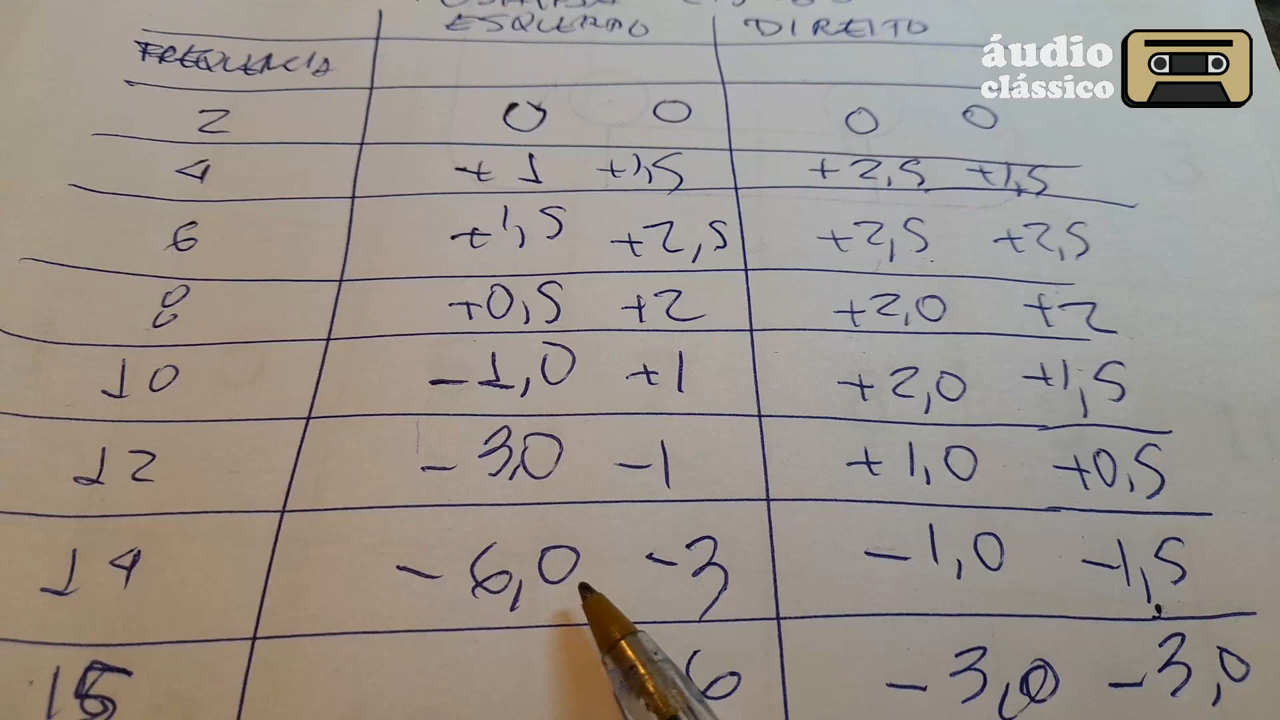 ESQUERDO DIREITO
áudio
clássico
FREQUENCIA
2 0 0 0 0
4 +1 +1,5 +2,5 +1,5
6 +1,5 +2,5 +2,5 +2,5
8 +0,5 +2 +2,0 +2
10 -1,0 +1 +2,0 +1,5
12 -3,0 -1 +1,0 +0,5
14 -6,0 -3 -1,0 -1,5
15 6 -3,0 -3,0